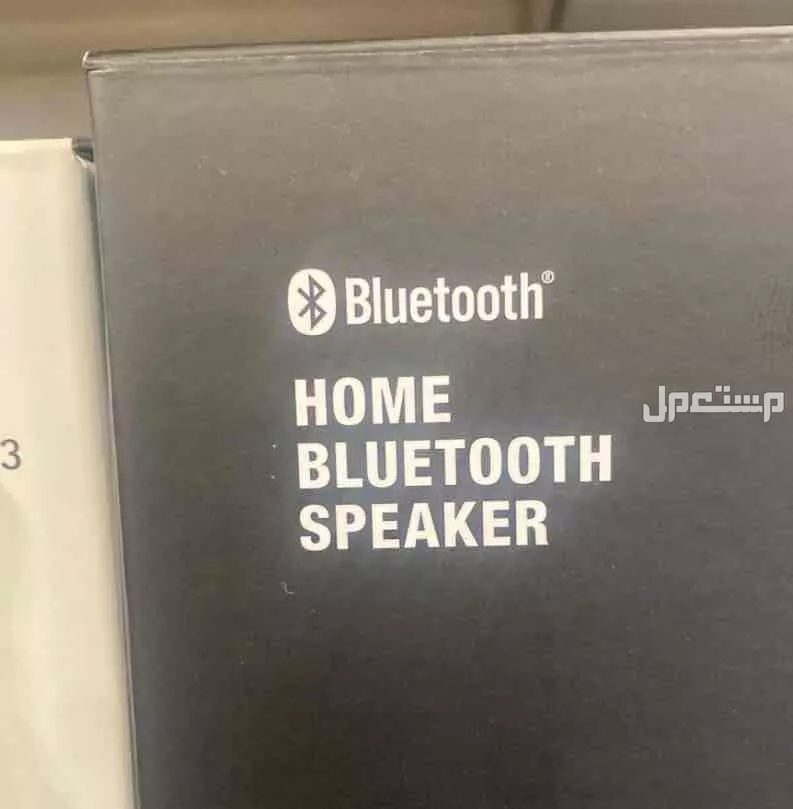 Bluetooth®
HOME
BLUETOOTH
SPEAKER
مستعمل
3